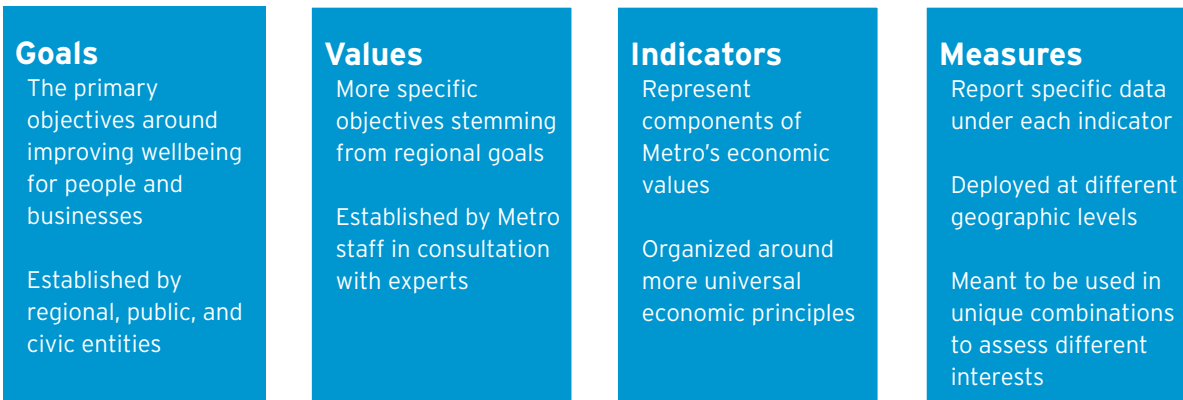 Goals
The primary
objectives around
improving wellbeing
for people and
businesses
Established by
regional, public, and
civic entities
Values
More specific
objectives stemming
from regional goals
Established by Metro
staff in consultation
with experts
Indicators
Represent
components of
Metro's economic
values
Organized around
more universal
economic principles
Measures
Report specific data
under each indicator
Deployed at different
geographic levels
Meant to be used in
unique combinations
to assess different
interests